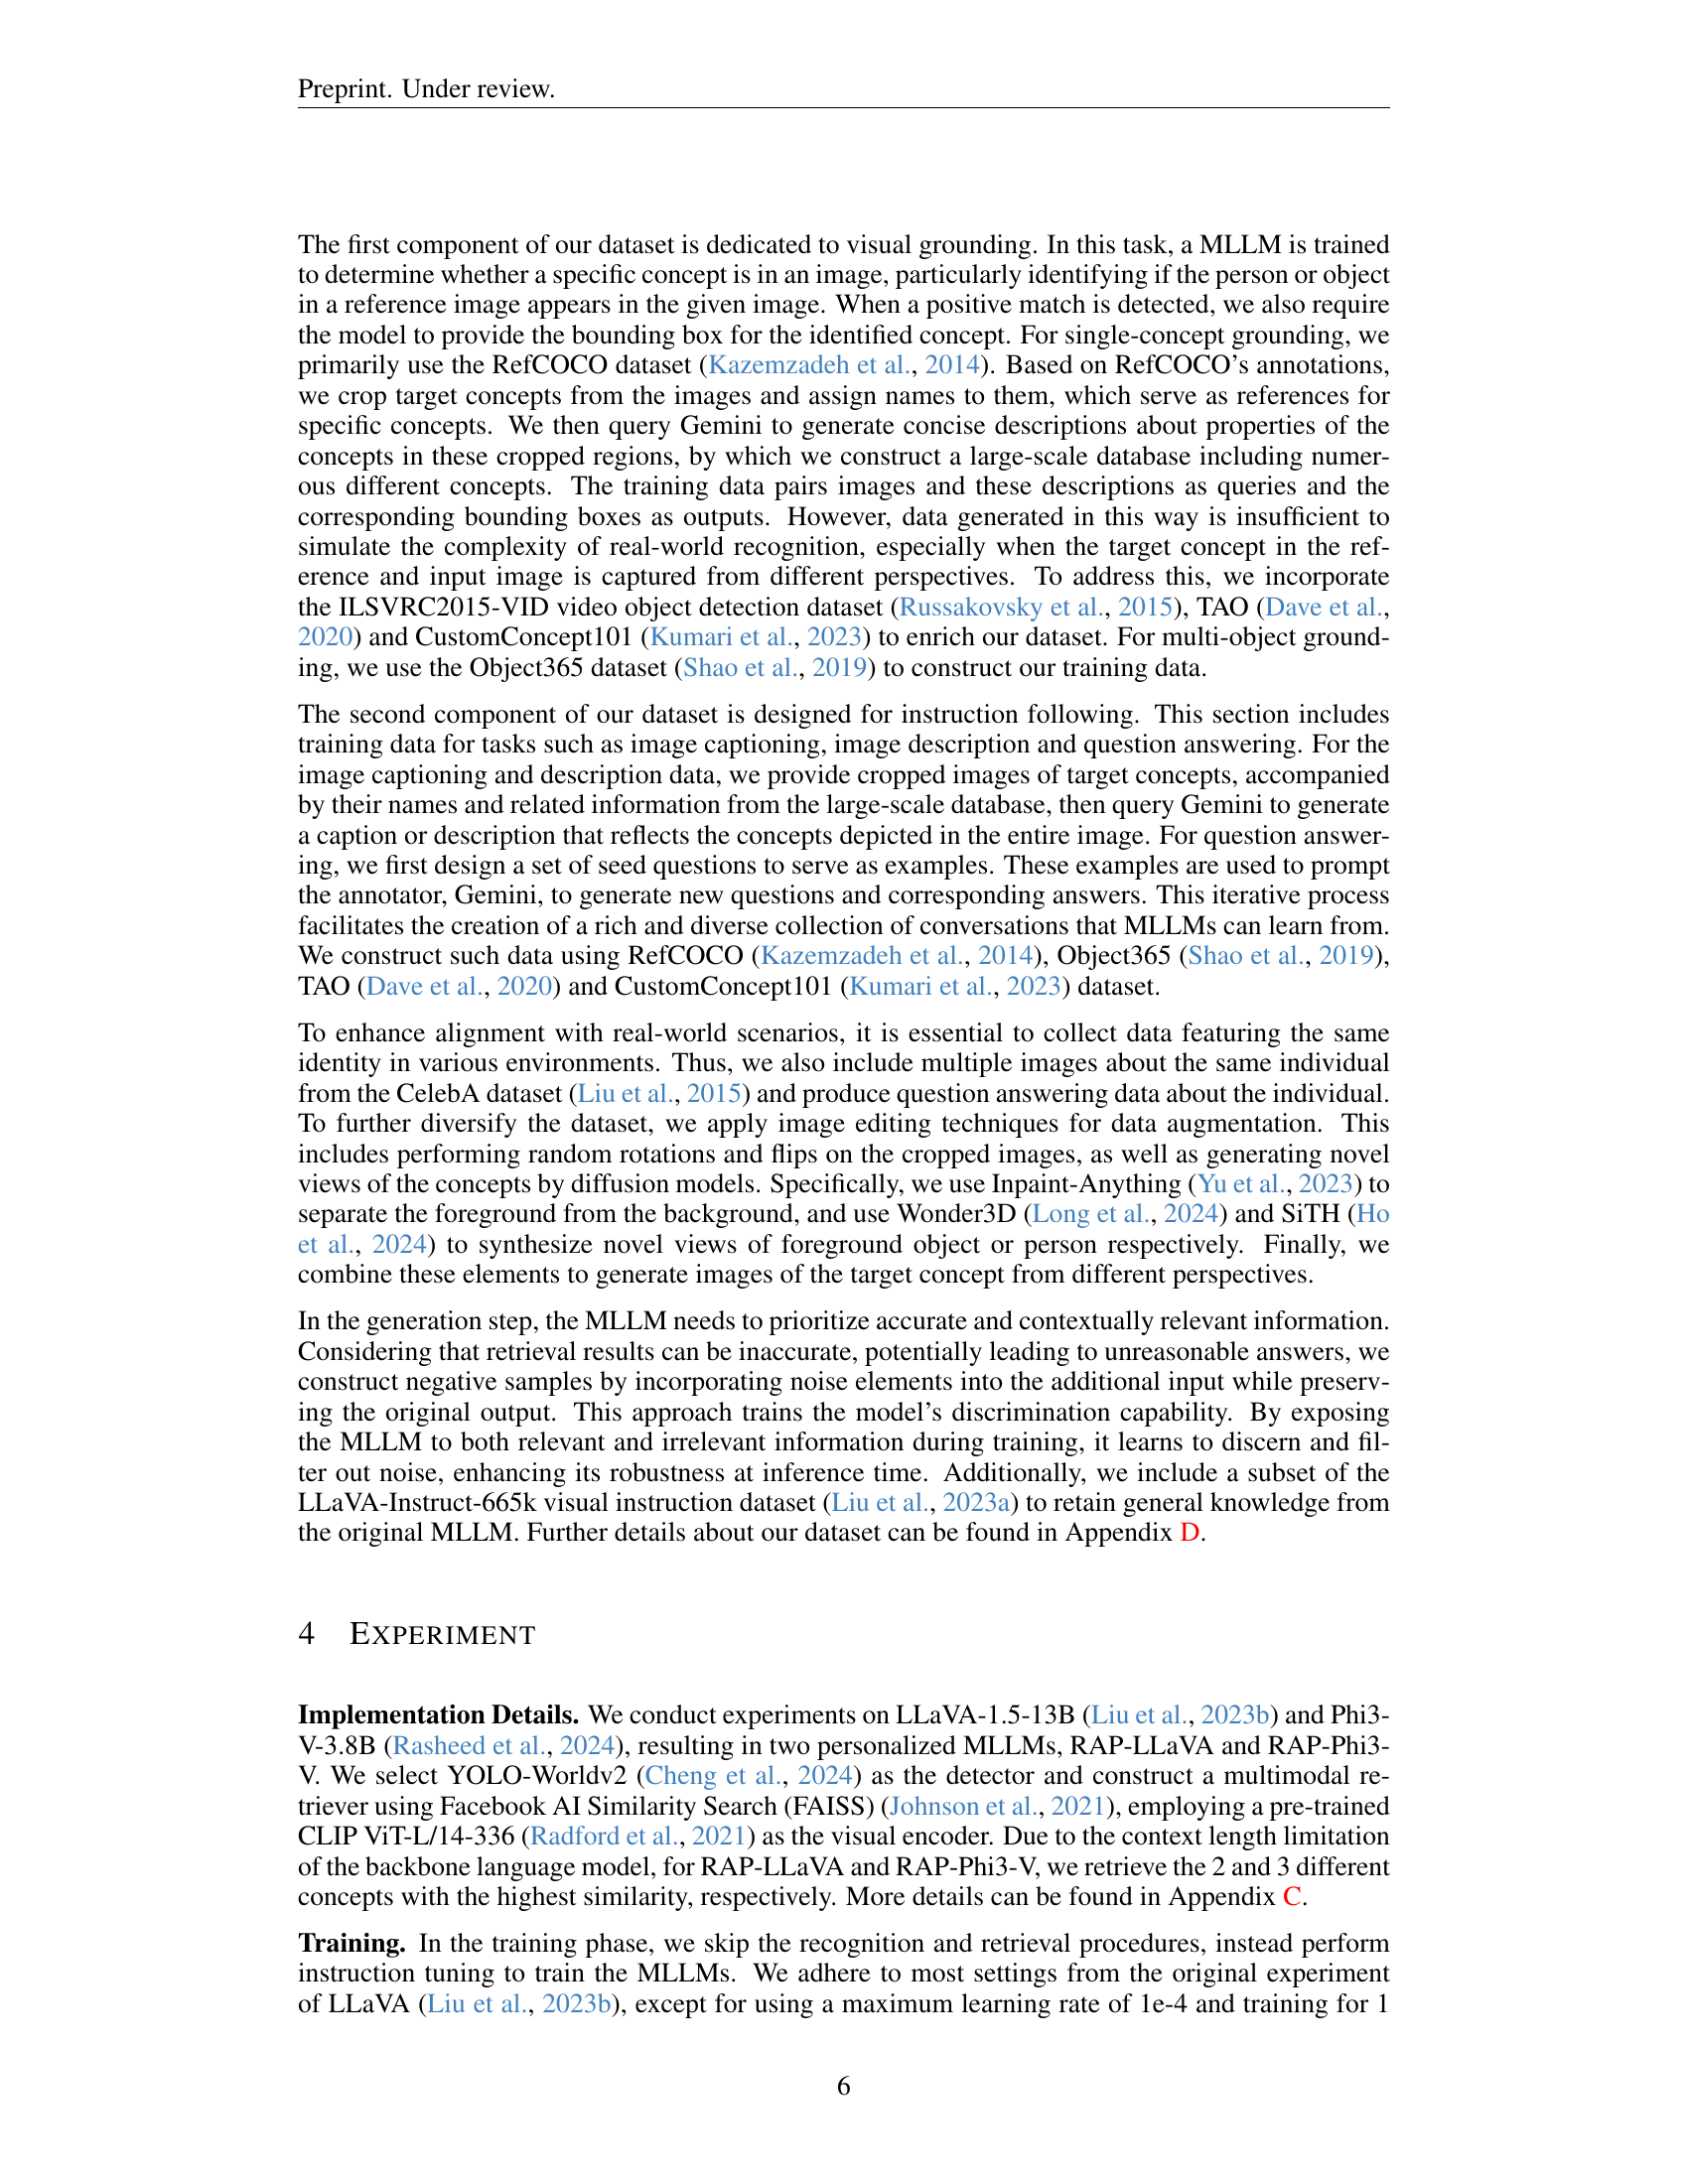 Preprint. Under review.
The first component of our dataset is dedicated to visual grounding. In this task, a MLLM is trained
to determine whether a specific concept is in an image, particularly identifying if the person or object
in a reference image appears in the given image. When a positive match is detected, we also require
the model to provide the bounding box for the identified concept. For single-concept grounding, we
primarily use the RefCOCO dataset (Kazemzadeh et al., 2014). Based on RefCOCO's annotations,
we crop target concepts from the images and assign names to them, which serve as references for
specific concepts. We then query Gemini to generate concise descriptions about properties of the
concepts in these cropped regions, by which we construct a large-scale database including numer-
ous different concepts. The training data pairs images and these descriptions as queries and the
corresponding bounding boxes as outputs. However, data generated in this way is insufficient to
simulate the complexity of real-world recognition, especially when the target concept in the ref-
erence and input image is captured from different perspectives. To address this, we incorporate
the ILSVRC2015-VID video object detection dataset (Russakovsky et al., 2015), TAO (Dave et al.,
2020) and CustomConcept101 (Kumari et al., 2023) to enrich our dataset. For multi-object ground-
ing, we use the Object365 dataset (Shao et al., 2019) to construct our training data.
The second component of our dataset is designed for instruction following. This section includes
training data for tasks such as image captioning, image description and question answering. For the
image captioning and description data, we provide cropped images of target concepts, accompanied
by their names and related information from the large-scale database, then query Gemini to generate
a caption or description that reflects the concepts depicted in the entire image. For question answer-
ing, we first design a set of seed questions to serve as examples. These examples are used to prompt
the annotator, Gemini, to generate new questions and corresponding answers. This iterative process
facilitates the creation of a rich and diverse collection of conversations that MLLMs can learn from.
We construct such data using RefCOCO (Kazemzadeh et al., 2014), Object365 (Shao et al., 2019),
TAO (Dave et al., 2020) and CustomConcept101 (Kumari et al., 2023) dataset.
To enhance alignment with real-world scenarios, it is essential to collect data featuring the same
identity in various environments. Thus, we also include multiple images about the same individual
from the CelebA dataset (Liu et al., 2015) and produce question answering data about the individual.
To further diversify the dataset, we apply image editing techniques for data augmentation. This
includes performing random rotations and flips on the cropped images, as well as generating novel
views of the concepts by diffusion models. Specifically, we use Inpaint-Anything (Yu et al., 2023) to
separate the foreground from the background, and use Wonder3D (Long et al., 2024) and SiTH (Ho
et al., 2024) to synthesize novel views of foreground object or person respectively. Finally, we
combine these elements to generate images of the target concept from different perspectives.
In the generation step, the MLLM needs to prioritize accurate and contextually relevant information.
Considering that retrieval results can be inaccurate, potentially leading to unreasonable answers, we
construct negative samples by incorporating noise elements into the additional input while preserv-
ing the original output. This approach trains the model's discrimination capability. By exposing
the MLLM to both relevant and irrelevant information during training, it learns to discern and fil-
ter out noise, enhancing its robustness at inference time. Additionally, we include a subset of the
LLaVA-Instruct-665k visual instruction dataset (Liu et al., 2023a) to retain general knowledge from
the original MLLM. Further details about our dataset can be found in Appendix D.
4 EXPERIMENT
Implementation Details. We conduct experiments on LLaVA-1.5-13B (Liu et al., 2023b) and Phi3-
V-3.8B (Rasheed et al., 2024), resulting in two personalized MLLMs, RAP-LLaVA and RAP-Phi3-
V. We select YOLO-Worldv2 (Cheng et al., 2024) as the detector and construct a multimodal re-
triever using Facebook AI Similarity Search (FAISS) (Johnson et al., 2021), employing a pre-trained
CLIP ViT-L/14-336 (Radford et al., 2021) as the visual encoder. Due to the context length limitation
of the backbone language model, for RAP-LLaVA and RAP-Phi3-V, we retrieve the 2 and 3 different
concepts with the highest similarity, respectively. More details can be found in Appendix C.
Training. In the training phase, we skip the recognition and retrieval procedures, instead perform
instruction tuning to train the MLLMs. We adhere to most settings from the original experiment
of LLaVA (Liu et al., 2023b), except for using a maximum learning rate of 1e-4 and training for 1
6